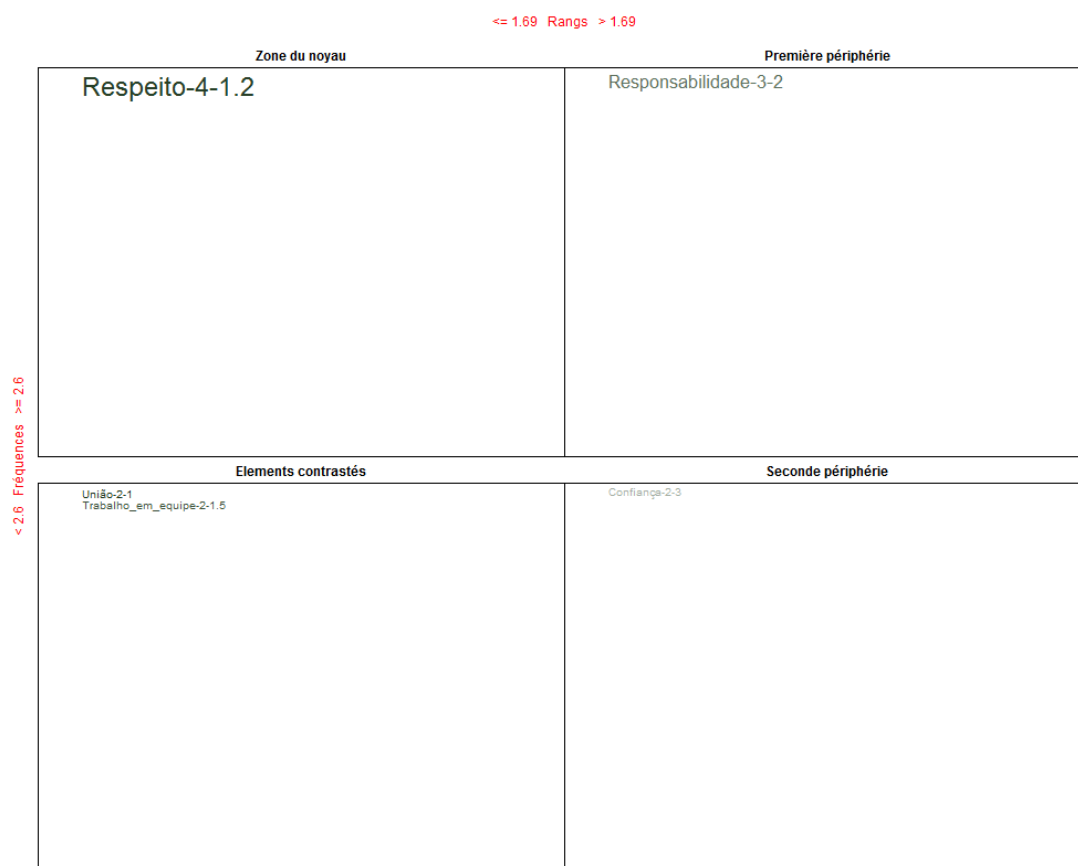 <= 1.69 Rangs > 1.69
Zone du noyau
Première périphérie
Respeito-4-1.2
Responsabilidade-3-2
< 2.6 Fréquences >= 2.6
Elements contrastés
Seconde périphérie
União-2-1
Trabalho_em_equipe-2-1.5
Confiança-2-3